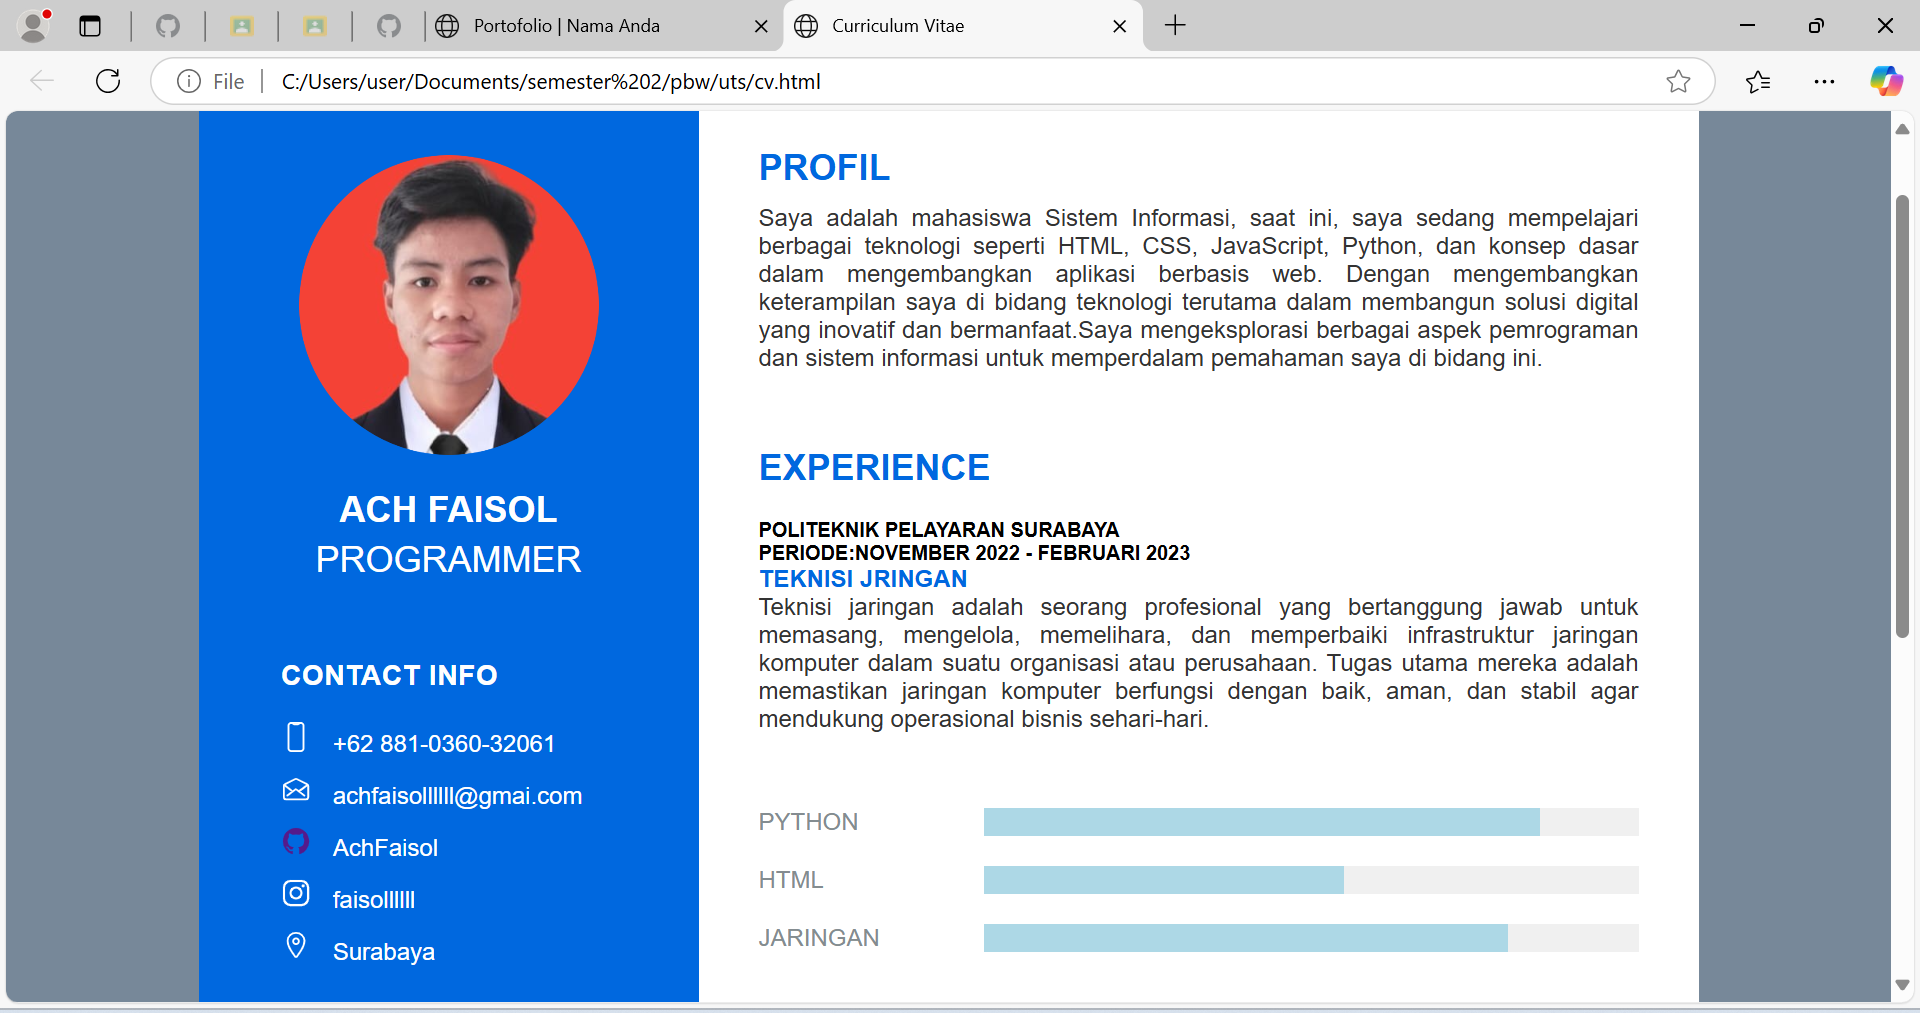 Portofolio | Nama Anda
Curriculum Vitae
File
C:/Users/user/Documents/semester%202/pbw/uts/cv.html
ACH FAISOL
PROGRAMMER
CONTACT INFO
+62 881-0360-32061
achfaisollllll@gmai.com
AchFaisol
faisollllll
Surabaya
PROFIL
Saya adalah mahasiswa Sistem Informasi, saat ini, saya sedang mempelajari
berbagai teknologi seperti HTML, CSS, JavaScript, Python, dan konsep dasar
dalam mengembangkan aplikasi berbasis web. Dengan mengembangkan
keterampilan saya di bidang teknologi terutama dalam membangun solusi digital
yang inovatif dan bermanfaat.Saya mengeksplorasi berbagai aspek pemrograman
dan sistem informasi untuk memperdalam pemahaman saya di bidang ini.
EXPERIENCE
POLITEKNIK PELAYARAN SURABAYA
PERIODE:NOVEMBER 2022 - FEBRUARI 2023
TEKNISI JRINGAN
Teknisi jaringan adalah seorang profesional yang bertanggung jawab untuk
memasang, mengelola, memelihara, dan memperbaiki infrastruktur jaringan
komputer dalam suatu organisasi atau perusahaan. Tugas utama mereka adalah
memastikan jaringan komputer berfungsi dengan baik, aman, dan stabil agar
mendukung operasional bisnis sehari-hari.
PYTHON
HTML
JARINGAN